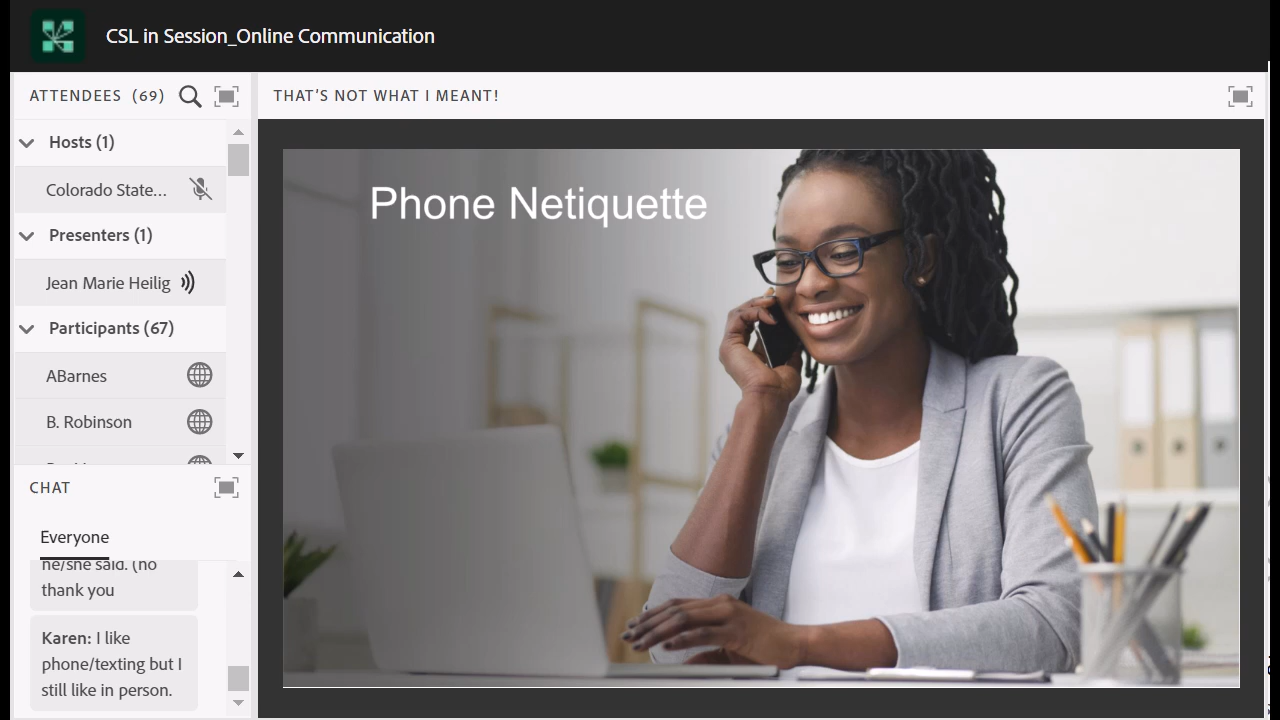 CSL in Session_Online Communication
ATTENDEES (69)
Hosts (1)
Colorado State...
Presenters (1)
Jean Marie Heilig
Participants (67)
ABarnes
B. Robinson
CHAT
Everyone
he/she said. (no
thank you
Karen: I like
phone/texting but I
still like in person.
THAT'S NOT WHAT I MEANT!
Phone Netiquette